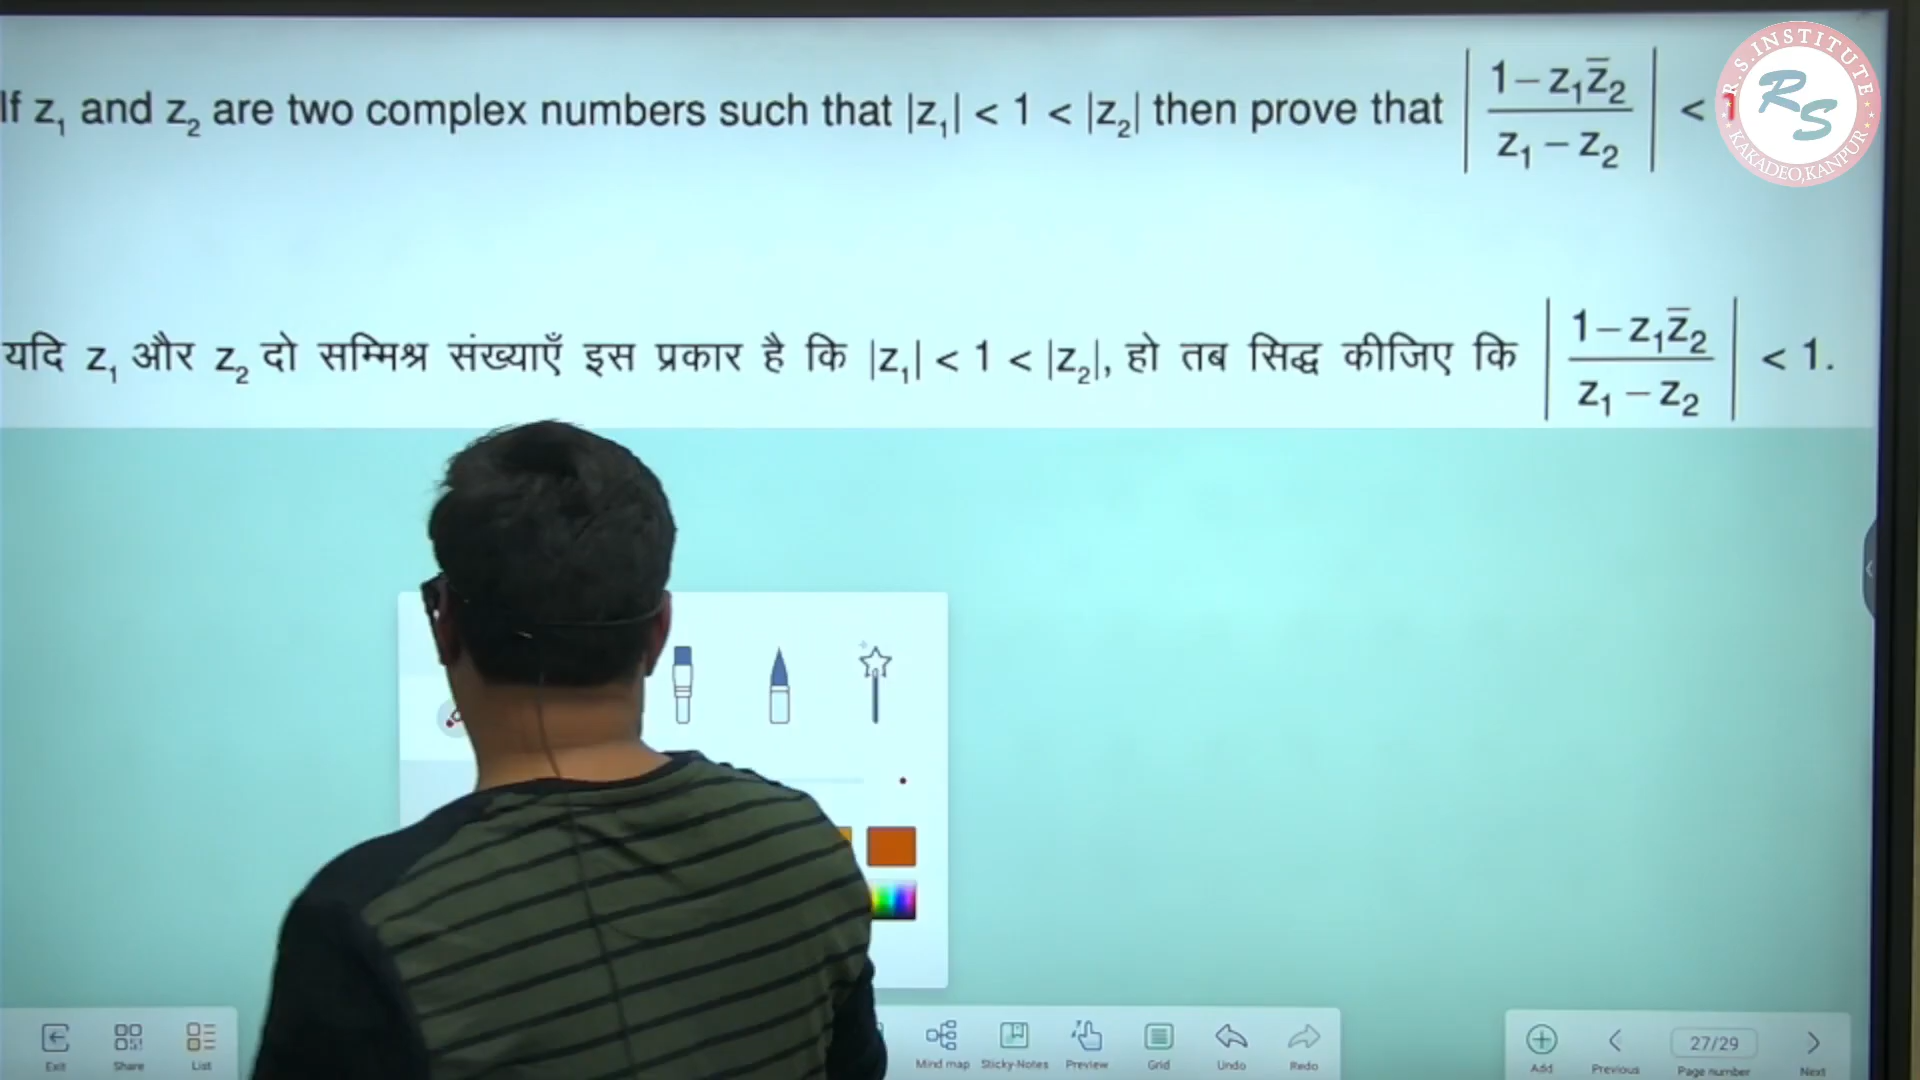 If z₁ and z₂ are two complex numbers such that |z₁| < 1 < |z₂| then prove that |(1 − z₁z̅₂)/(z₁ − z₂)| < 1
R.S. INSTITUTE
RS
KAKADEO, KANPUR
यदि z₁ और z₂ दो सम्मिश्र संख्याएँ इस प्रकार है कि |z₁| < 1 < |z₂|, हो तब सिद्ध कीजिए कि |(1 − z₁z̅₂)/(z₁ − z₂)| < 1.
Exit Share List Mind map Sticky-Notes Preview Grid Undo Redo Add Previous 27/29 Page number Next